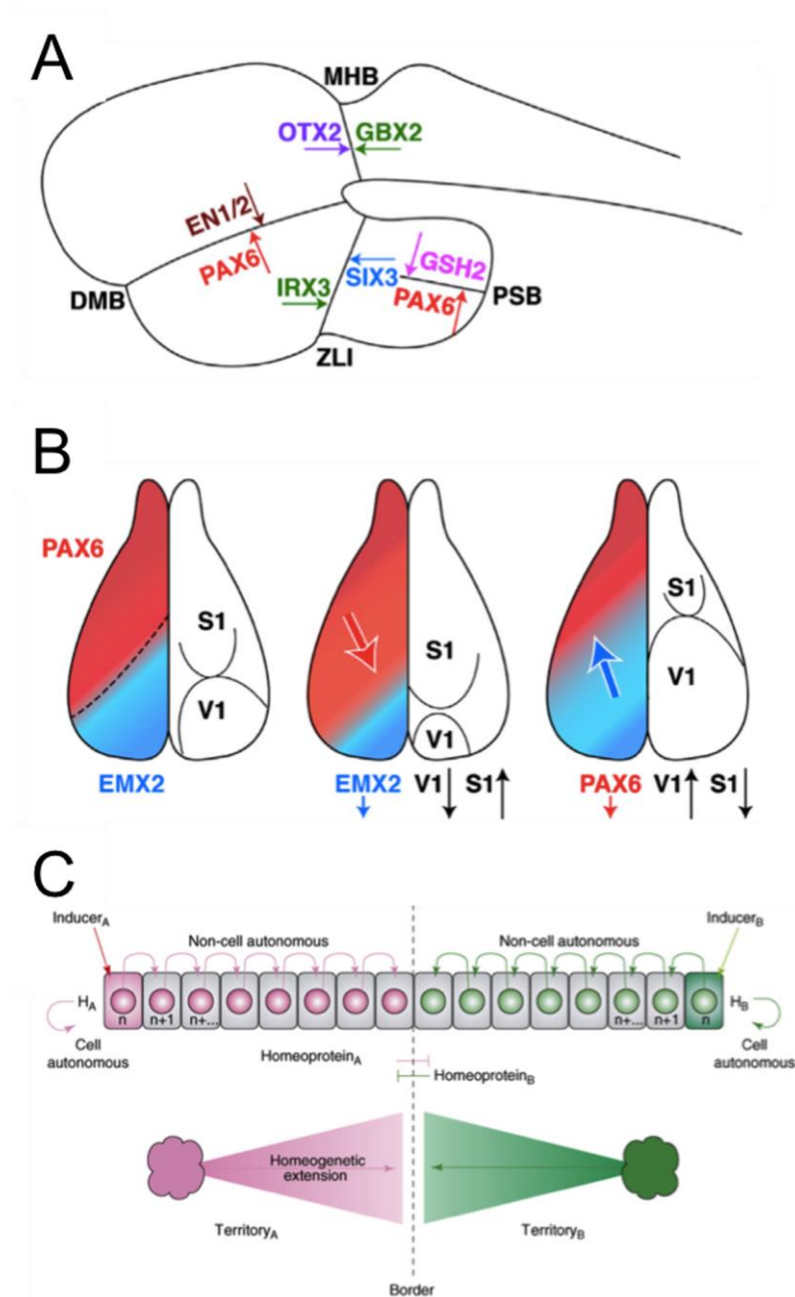 A
MHB
OTX2 GBX2
EN1/2
PAX6
IRX3
SIX3
GSH2
PAX6
DMB
PSB
ZLI
B
PAX6
S1
V1
EMX2
S1
V1
EMX2 V1 S1
S1
V1
PAX6 V1 S1
C
InducerA
InducerB
Non-cell autonomous
Non-cell autonomous
HA
HB
n n+1 n+...
n+... n+1 n
Cell
autonomous
Cell
autonomous
HomeoproteinA
HomeoproteinB
Homeogenetic
extension
TerritoryA
TerritoryB
Border